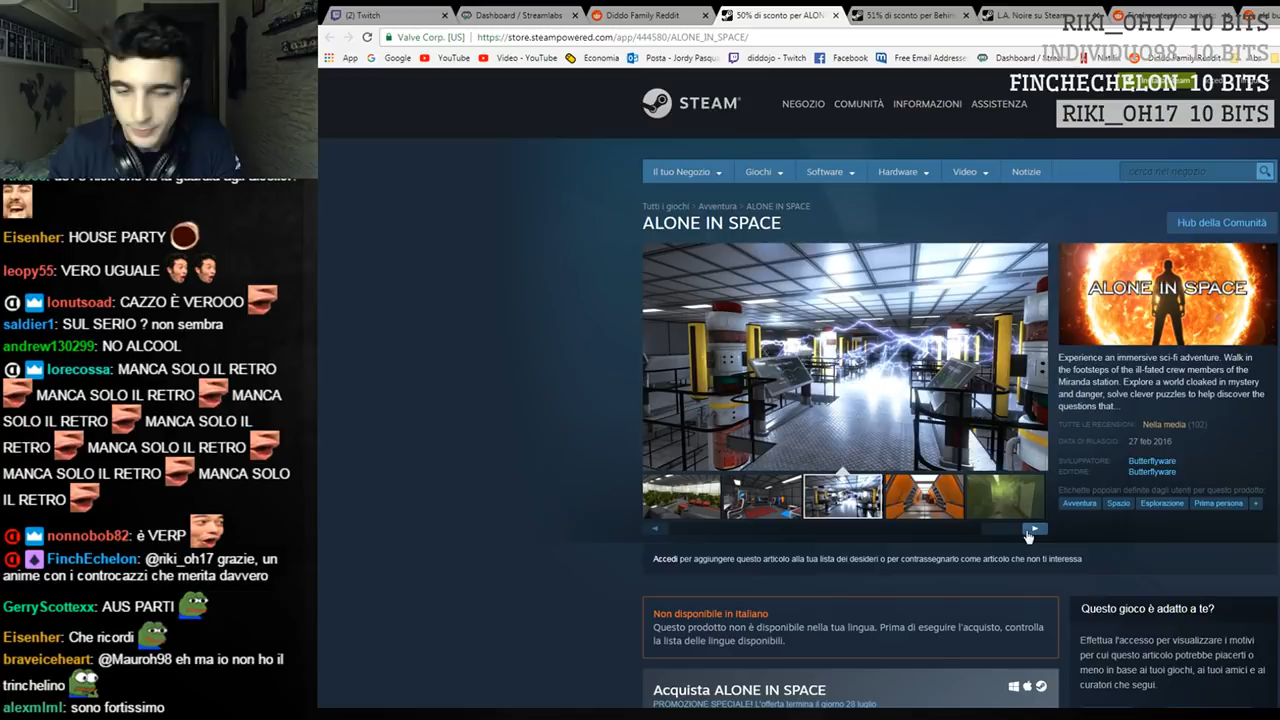 (2) Twitch
Dashboard / Streamlabs
Diddo Family Reddit
50% di sconto per ALON
51% di sconto per Behin
L.A. Noire su Steam
RIKI_OH17 10 BITS
Valve Corp. [US]
https://store.steampowered.com/app/444580/ALONE_IN_SPACE/
INDIVIDUO98 10 BITS
App
Google
YouTube
Video - YouTube
Economia
Posta - Jordy Pasqua
diddojo - Twitch
Facebook
Free Email Addresse
Dashboard / Stream
FINCHECHELON 10 BITS
RIKI_OH17 10 BITS
STEAM
NEGOZIO
COMUNITÀ
INFORMAZIONI
ASSISTENZA
Il tuo Negozio
Giochi
Software
Hardware
Video
Notizie
cerca nel negozio
Tutti i giochi > Avventura > ALONE IN SPACE
ALONE IN SPACE
Hub della Comunità
ALONE IN SPACE
Experience an immersive sci-fi adventure. Walk in
the footsteps of the ill-fated crew members of the
Miranda station. Explore a world cloaked in mystery
and danger, solve clever puzzles to help discover the
questions that...
TUTTE LE RECENSIONI: Nella media (102)
DATA DI RILASCIO: 27 feb 2016
SVILUPPATORE: Butterflyware
EDITORE: Butterflyware
Etichette popolari definite dagli utenti per questo prodotto:
Avventura
Spazio
Esplorazione
Prima persona
+
Accedi per aggiungere questo articolo alla tua lista dei desideri o per contrassegnarlo come articolo che non ti interessa
Non disponibile in Italiano
Questo prodotto non è disponibile nella tua lingua. Prima di eseguire l'acquisto, controlla
la lista delle lingue disponibili.
Questo gioco è adatto a te?
Effettua l'accesso per visualizzare i motivi
per cui questo articolo potrebbe piacerti o
meno in base ai tuoi giochi, ai tuoi amici e ai
curatori che segui.
Acquista ALONE IN SPACE
PROMOZIONE SPECIALE! L'offerta termina il giorno 28 luglio
Eisenher: HOUSE PARTY
leopy55: VERO UGUALE
lonutsoad: CAZZO È VEROOO
saldier1: SUL SERIO ? non sembra
andrew130299: NO ALCOOL
lorecossa: MANCA SOLO IL RETRO
MANCA SOLO IL RETRO MANCA
SOLO IL RETRO MANCA SOLO IL
RETRO MANCA SOLO IL RETRO
MANCA SOLO IL RETRO MANCA SOLO
IL RETRO
nonnobob82: è VERP
FinchEchelon: @riki_oh17 grazie, un
anime con i controcazzi che merita davvero
GerryScottexx: AUS PARTI
Eisenher: Che ricordi
braveiceheart: @Mauroh98 eh ma io non ho il
trinchelino
alexmlml: sono fortissimo